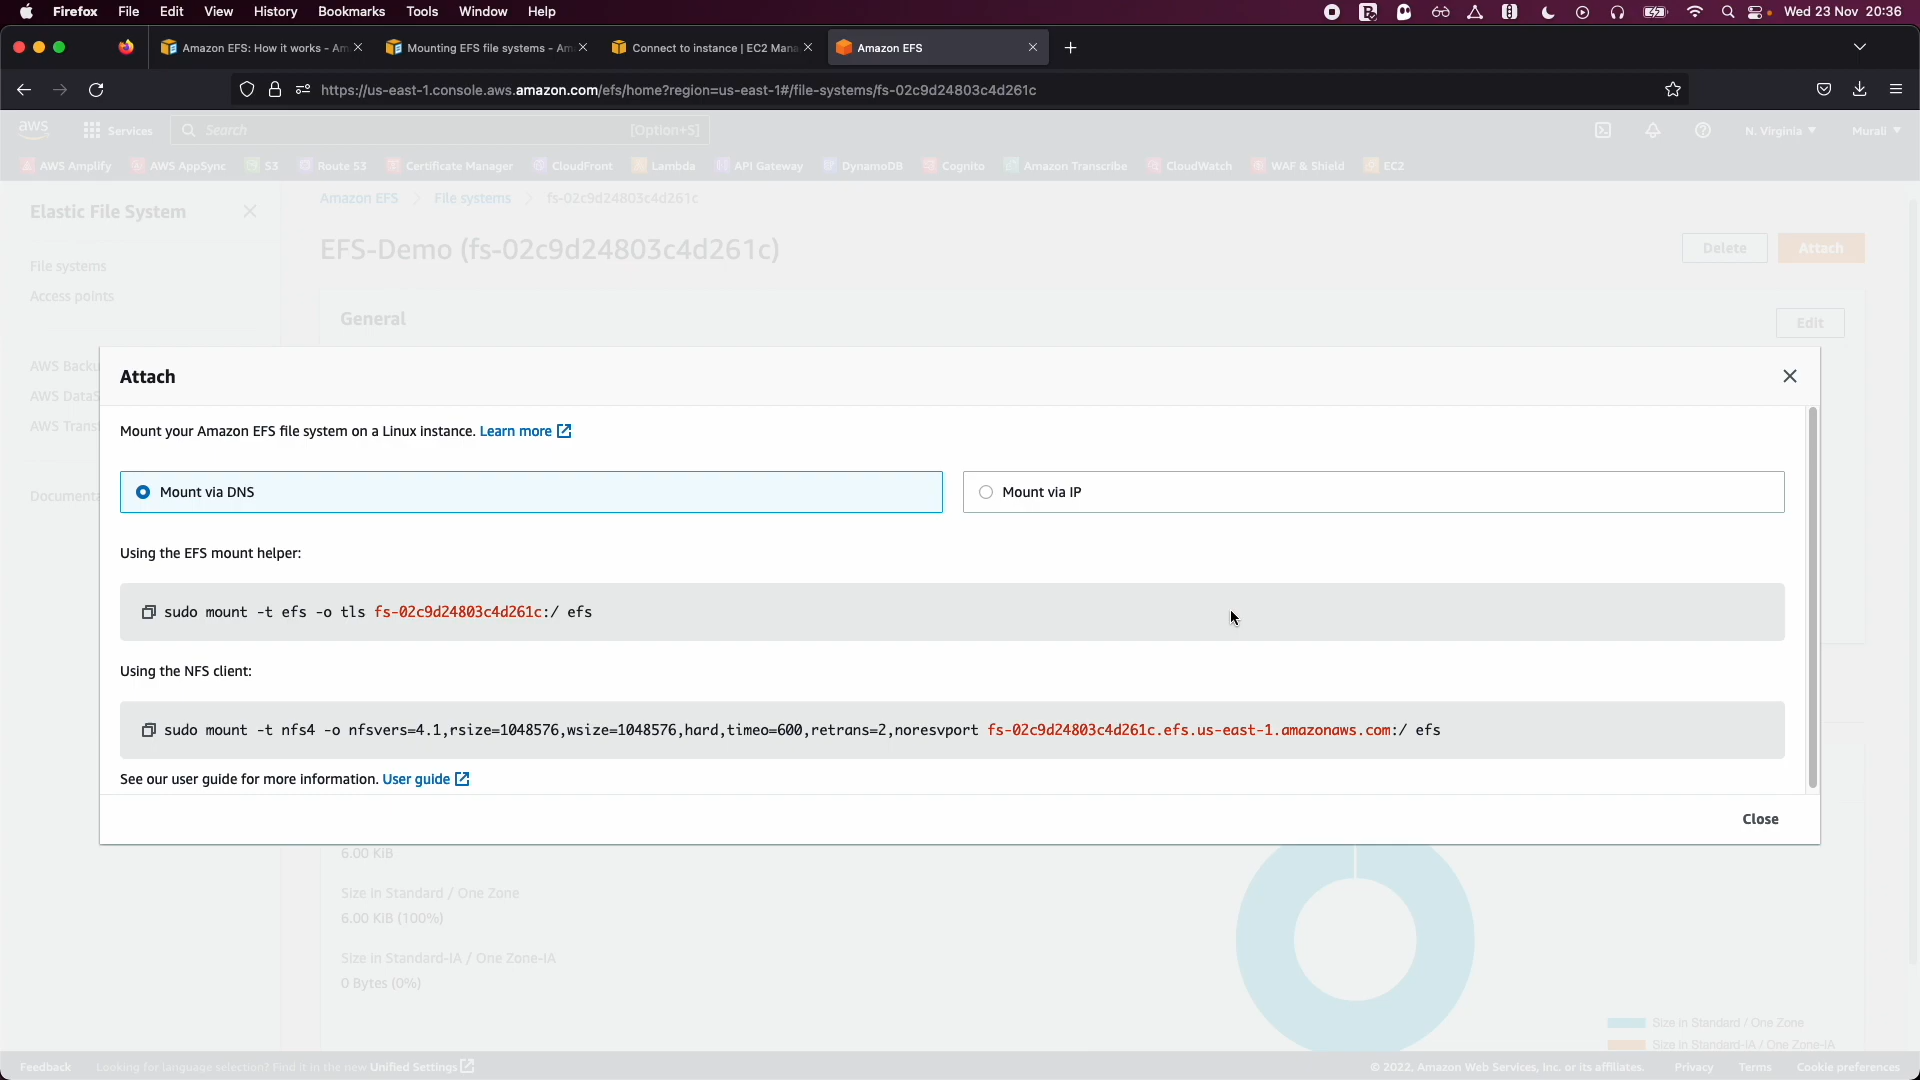 Firefox File Edit View History Bookmarks Tools Window Help Wed 23 Nov 20:36
Amazon EFS: How it works - Am Mounting EFS file systems - Am Connect to instance | EC2 Mana Amazon EFS
https://us-east-1.console.aws.amazon.com/efs/home?region=us-east-1#/file-systems/fs-02c9d24803c4d261c
aws Services Search [Option+S] N. Virginia Murali
AWS Amplify AWS AppSync S3 Route 53 Certificate Manager CloudFront Lambda API Gateway DynamoDB Cognito Amazon Transcribe CloudWatch WAF & Shield EC2
Elastic File System
File systems
Access points
AWS Backu
AWS DataS
AWS Trans
Documenta
Amazon EFS File systems fs-02c9d24803c4d261c
EFS-Demo (fs-02c9d24803c4d261c) Delete Attach
General Edit
Attach
Mount your Amazon EFS file system on a Linux instance. Learn more
Mount via DNS Mount via IP
Using the EFS mount helper:
sudo mount -t efs -o tls fs-02c9d24803c4d261c:/ efs
Using the NFS client:
sudo mount -t nfs4 -o nfsvers=4.1,rsize=1048576,wsize=1048576,hard,timeo=600,retrans=2,noresvport fs-02c9d24803c4d261c.efs.us-east-1.amazonaws.com:/ efs
See our user guide for more information. User guide
Close
6.00 KiB
Size in Standard / One Zone
6.00 KiB (100%)
Size in Standard-IA / One Zone-IA
0 Bytes (0%)
Size in Standard / One Zone
Size in Standard-IA / One Zone-IA
Feedback Looking for language selection? Find it in the new Unified Settings © 2022, Amazon Web Services, Inc. or its affiliates. Privacy Terms Cookie preferences